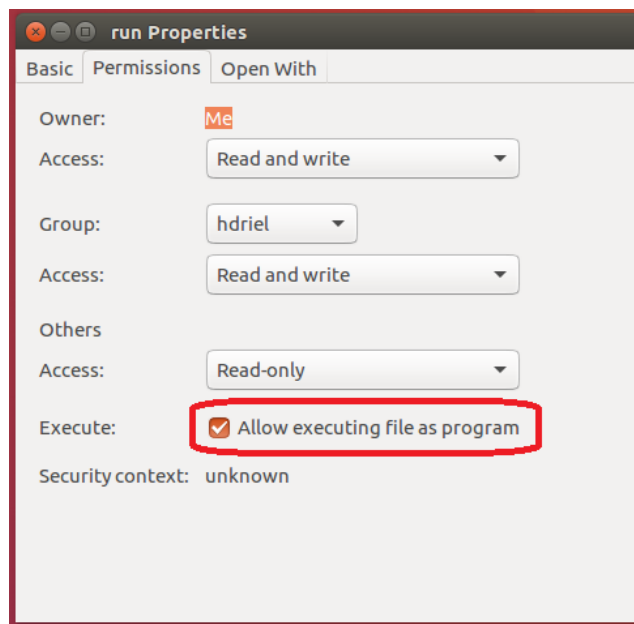 run Properties
Basic Permissions Open With
Owner: Me
Access: Read and write
Group: hdriel
Access: Read and write
Others
Access: Read-only
Execute: Allow executing file as program
Security context: unknown